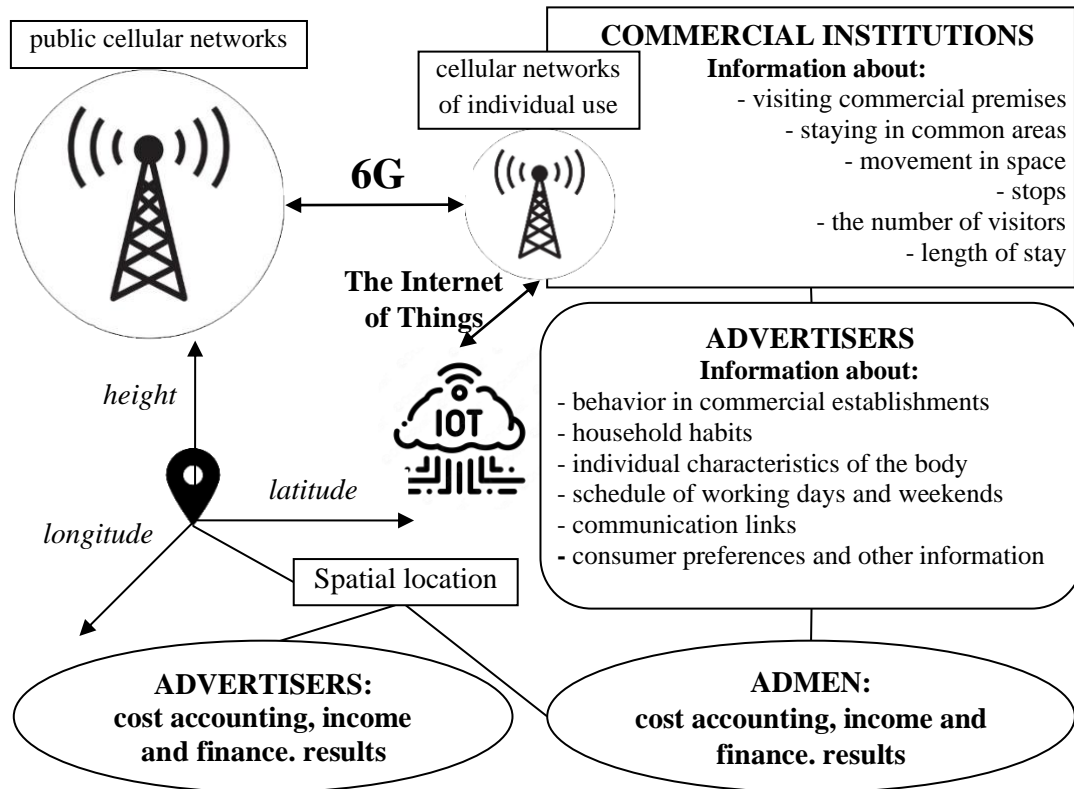 public cellular networks
cellular networks
of individual use
6G
The Internet
of Things
IOT
height
latitude
longitude
Spatial location
COMMERCIAL INSTITUTIONS
Information about:
- visiting commercial premises
- staying in common areas
- movement in space
- stops
- the number of visitors
- length of stay
ADVERTISERS
Information about:
- behavior in commercial establishments
- household habits
- individual characteristics of the body
- schedule of working days and weekends
- communication links
- consumer preferences and other information
ADVERTISERS:
cost accounting, income
and finance. results
ADMEN:
cost accounting, income and
finance. results